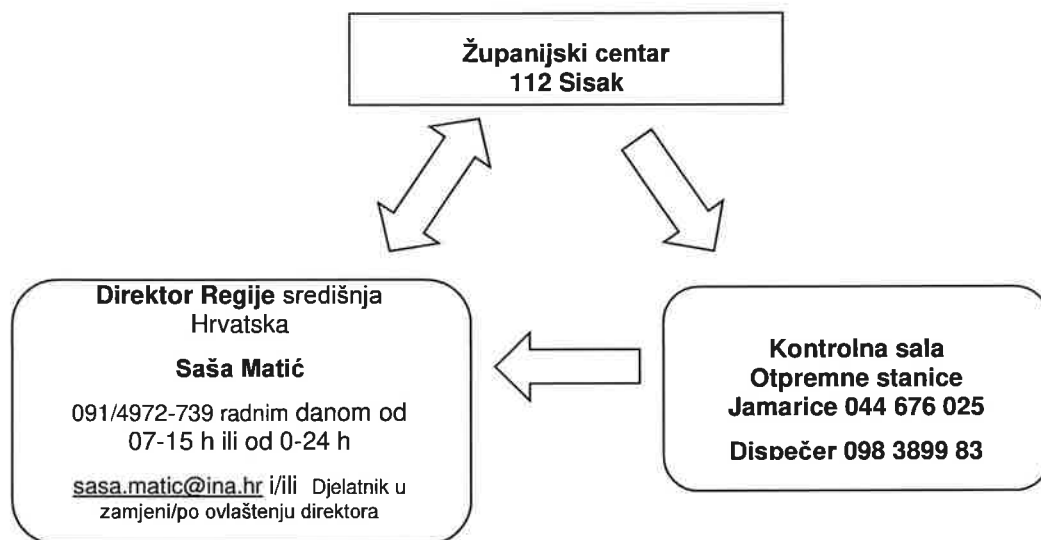 Županijski centar
112 Sisak
Direktor Regije središnja
Hrvatska
Saša Matić
091/4972-739 radnim danom od
07-15 h ili od 0-24 h
sasa.matic@ina.hr i/ili Djelatnik u
zamjeni/po ovlaštenju direktora
Kontrolna sala
Otpremne stanice
Jamarice 044 676 025
Dispečer 098 3899 83